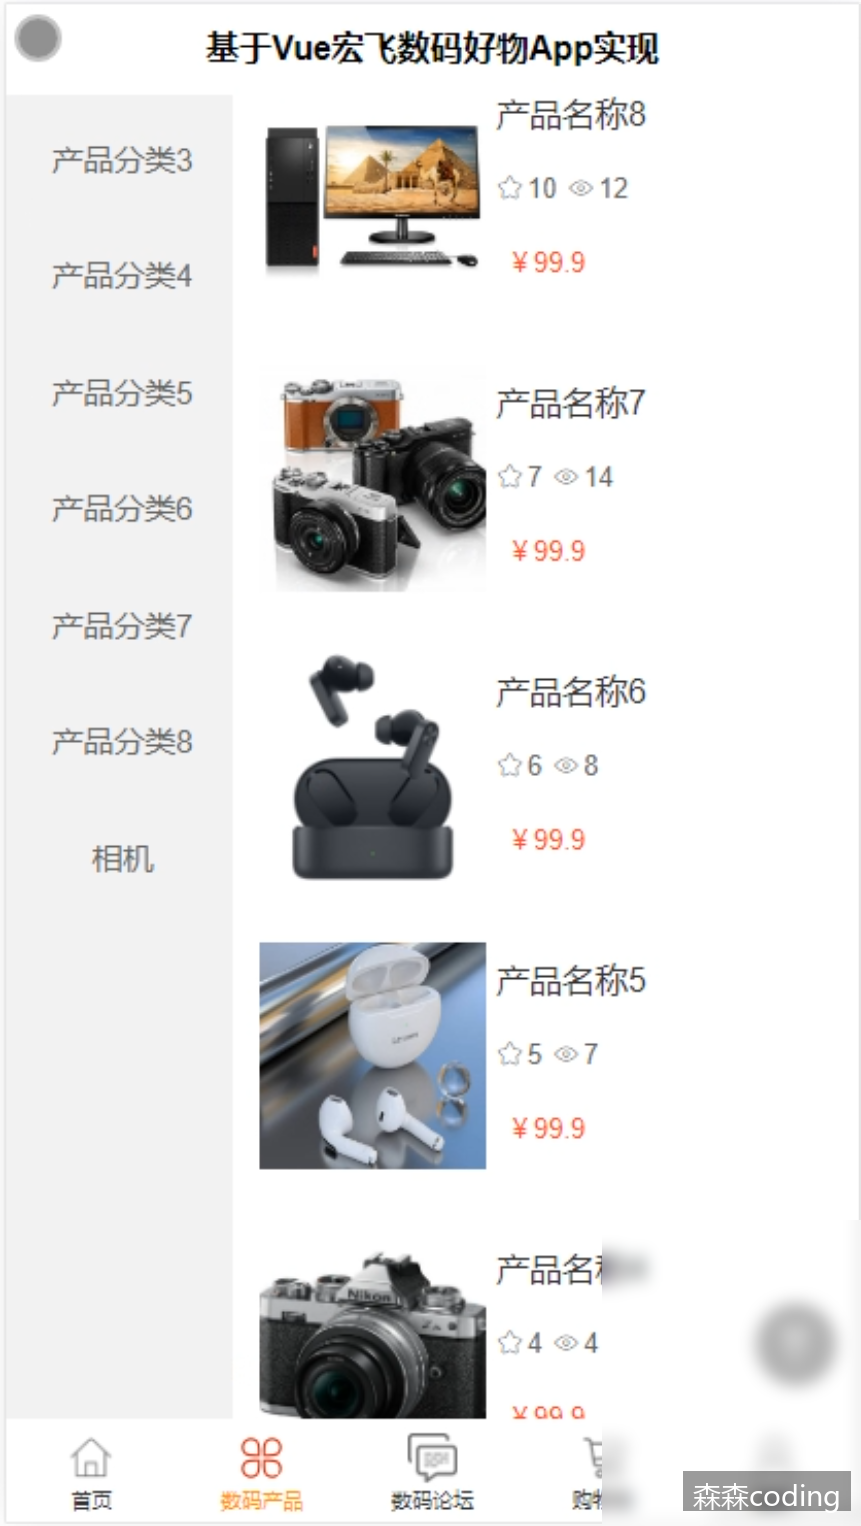 基于Vue宏飞数码好物App实现
产品分类3
产品分类4
产品分类5
产品分类6
产品分类7
产品分类8
相机
产品名称8
10 12
￥99.9
产品名称7
7 14
￥99.9
产品名称6
6 8
￥99.9
产品名称5
5 7
￥99.9
Nikon
产品名
4 4
￥99.9
首页
数码产品
数码论坛
购
森森coding